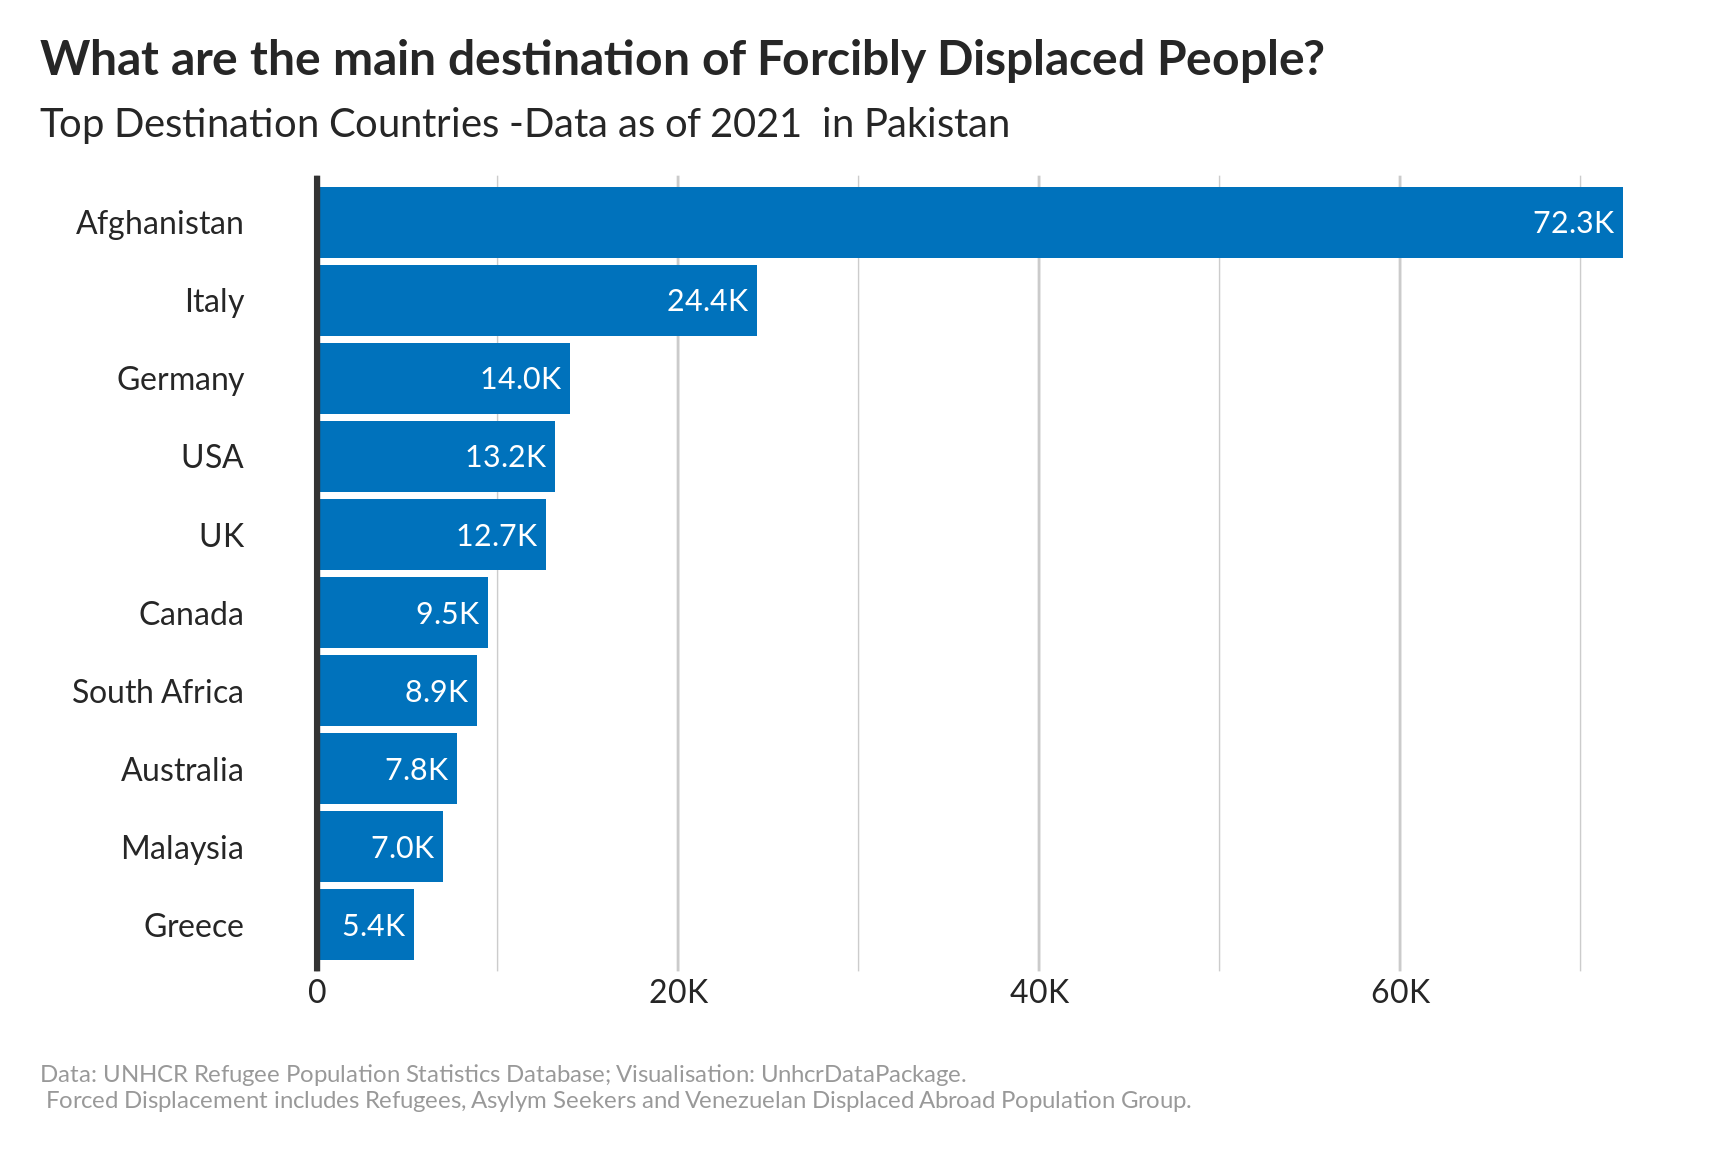 What are the main destination of Forcibly Displaced People?
Top Destination Countries -Data as of 2021  in Pakistan
Afghanistan 72.3K
Italy 24.4K
Germany 14.0K
USA 13.2K
UK 12.7K
Canada 9.5K
South Africa 8.9K
Australia 7.8K
Malaysia 7.0K
Greece 5.4K
0 20K 40K 60K
Data: UNHCR Refugee Population Statistics Database; Visualisation: UnhcrDataPackage.
Forced Displacement includes Refugees, Asylym Seekers and Venezuelan Displaced Abroad Population Group.